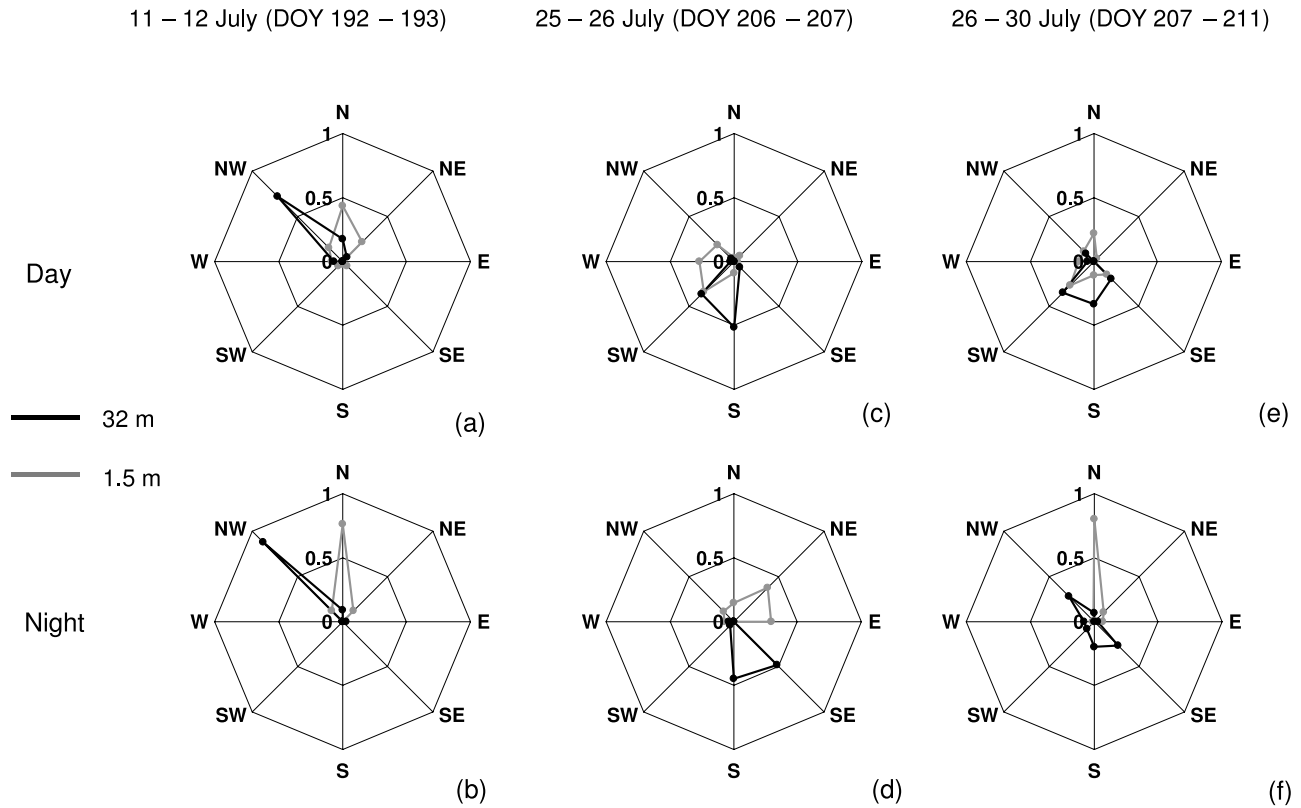 11 – 12 July (DOY 192 – 193) 25 – 26 July (DOY 206 – 207) 26 – 30 July (DOY 207 – 211)
N N N
1 1 1
NW NE NW NE NW NE
0.5 0.5 0.5
Day W 0 E W 0 E W 0 E
SW SE SW SE SW SE
S S S
32 m (a) (c) (e)
1.5 m
N N N
1 1 1
NW NE NW NE NW NE
0.5 0.5 0.5
Night W 0 E W 0 E W 0 E
SW SE SW SE SW SE
S S S
(b) (d) (f)